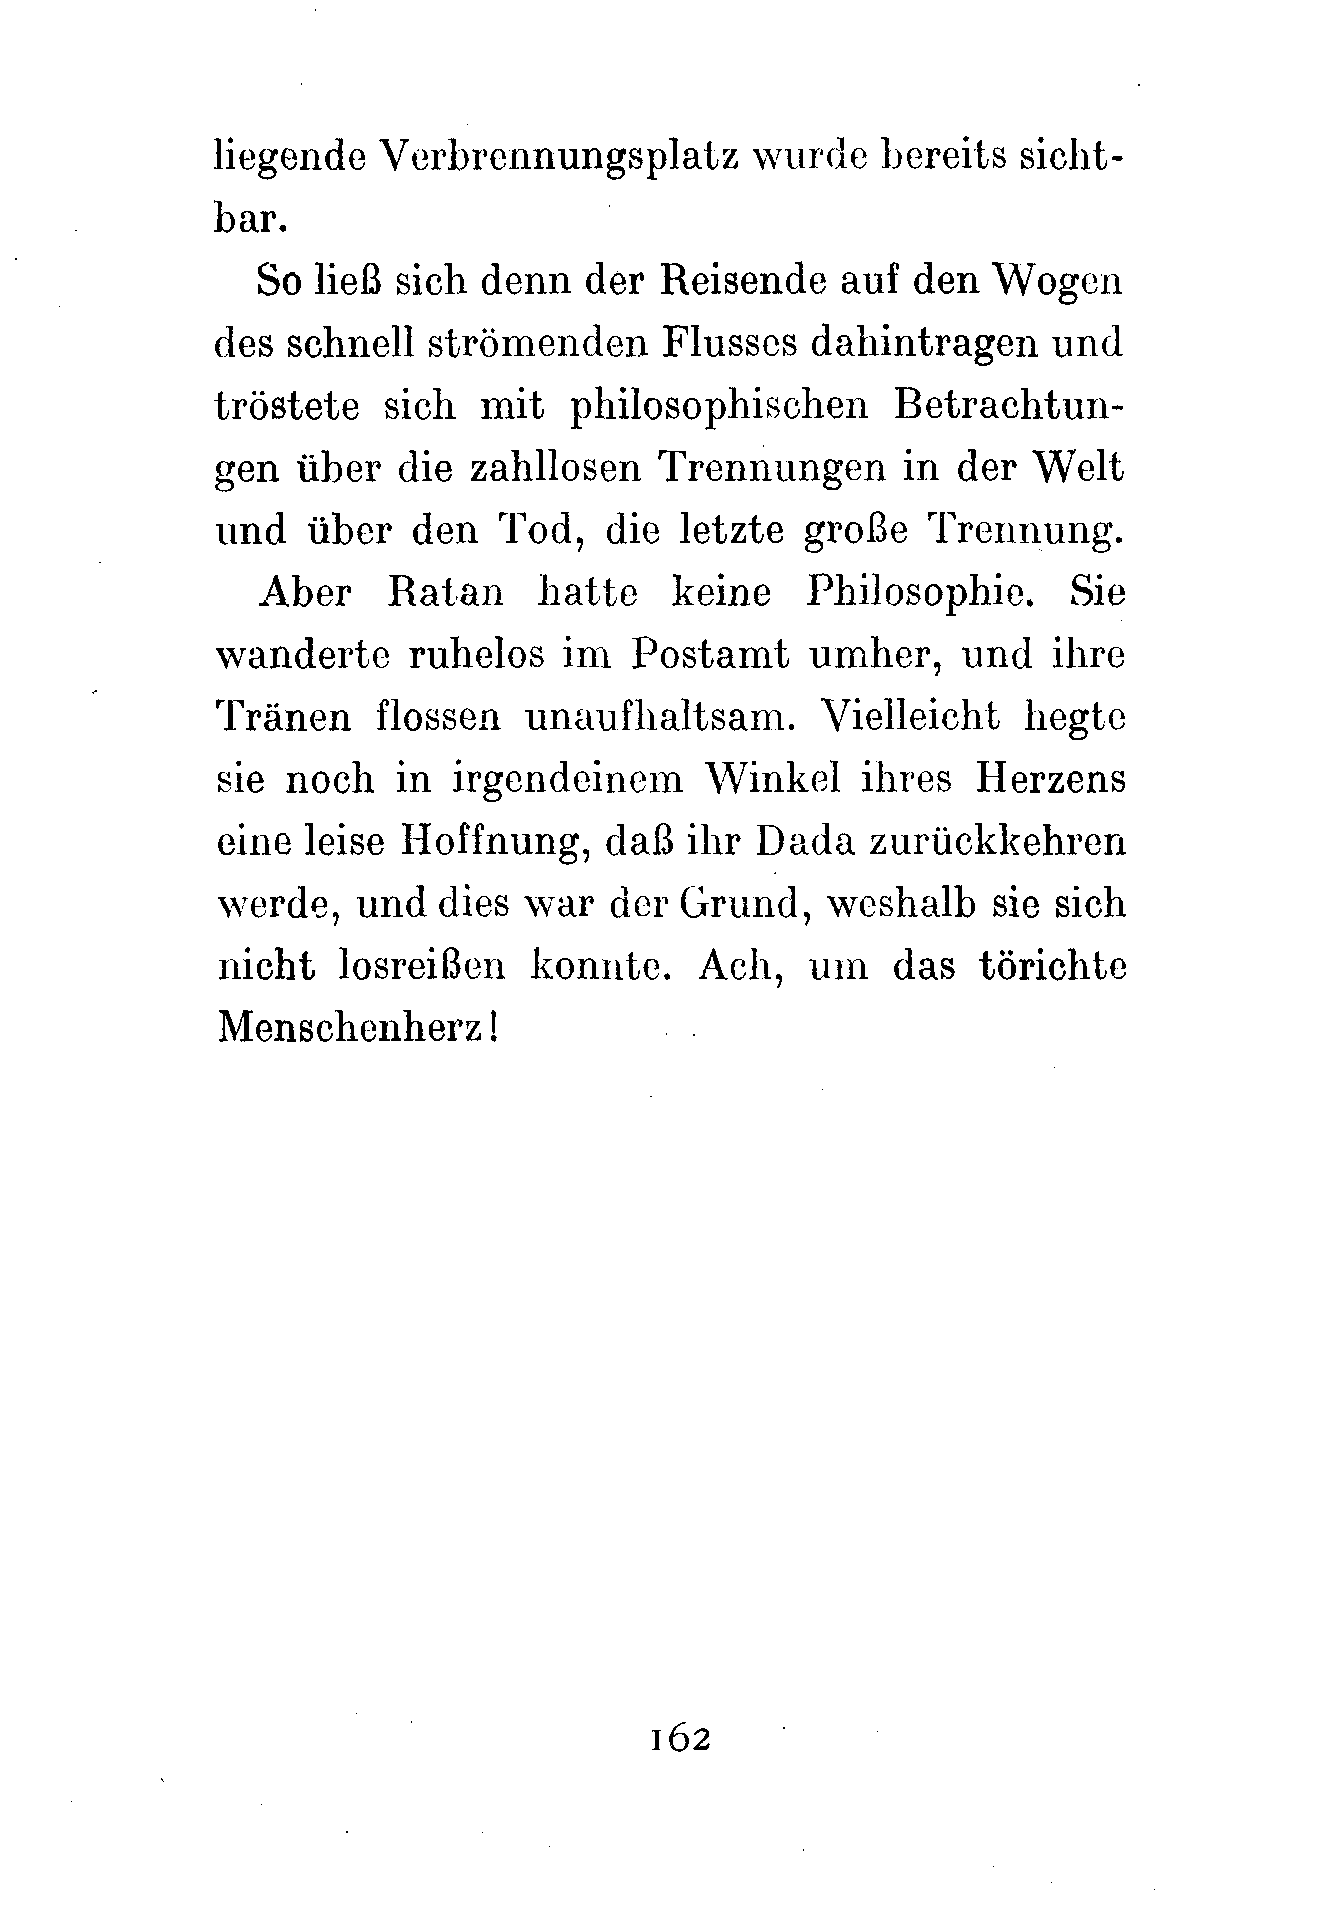 liegende Verbrennungsplatz wurde bereits sicht-
bar.
So ließ sich denn der Reisende auf den Wogen
des schnell strömenden Flusses dahintragen und
tröstete sich mit philosophischen Betrachtun-
gen über die zahllosen Trennungen in der Welt
und über den Tod, die letzte große Trennung.
Aber Ratan hatte keine Philosophie. Sie
wanderte ruhelos im Postamt umher, und ihre
Tränen flossen unaufhaltsam. Vielleicht hegte
sie noch in irgendeinem Winkel ihres Herzens
eine leise Hoffnung, daß ihr Dada zurückkehren
werde, und dies war der Grund, weshalb sie sich
nicht losreißen konnte. Ach, um das törichte
Menschenherz!
162